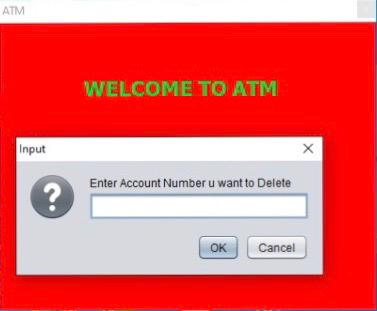 ATM
WELCOME TO ATM
Input
Enter Account Number u want to Delete
OK Cancel